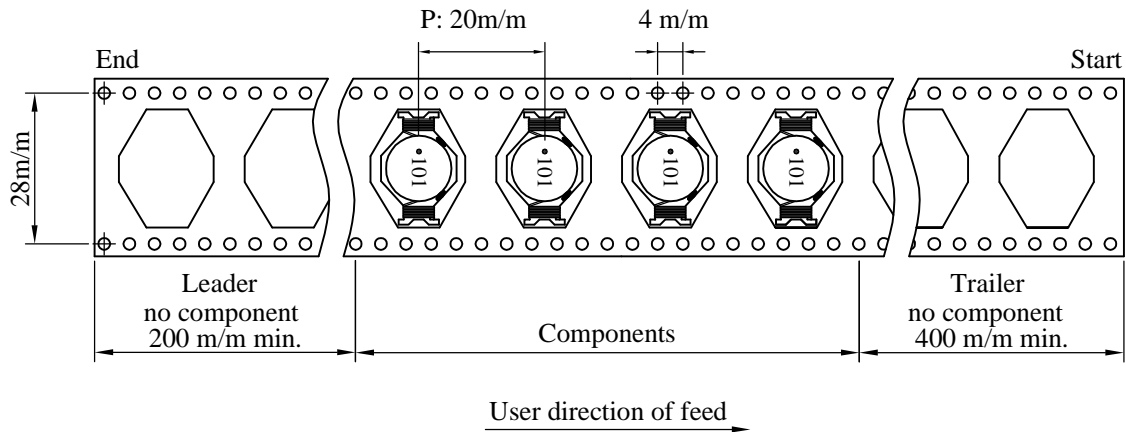 P: 20m/m
4 m/m
End
Start
28m/m
101
101
101
101
Leader
no component
200 m/m min.
Components
Trailer
no component
400 m/m min.
User direction of feed